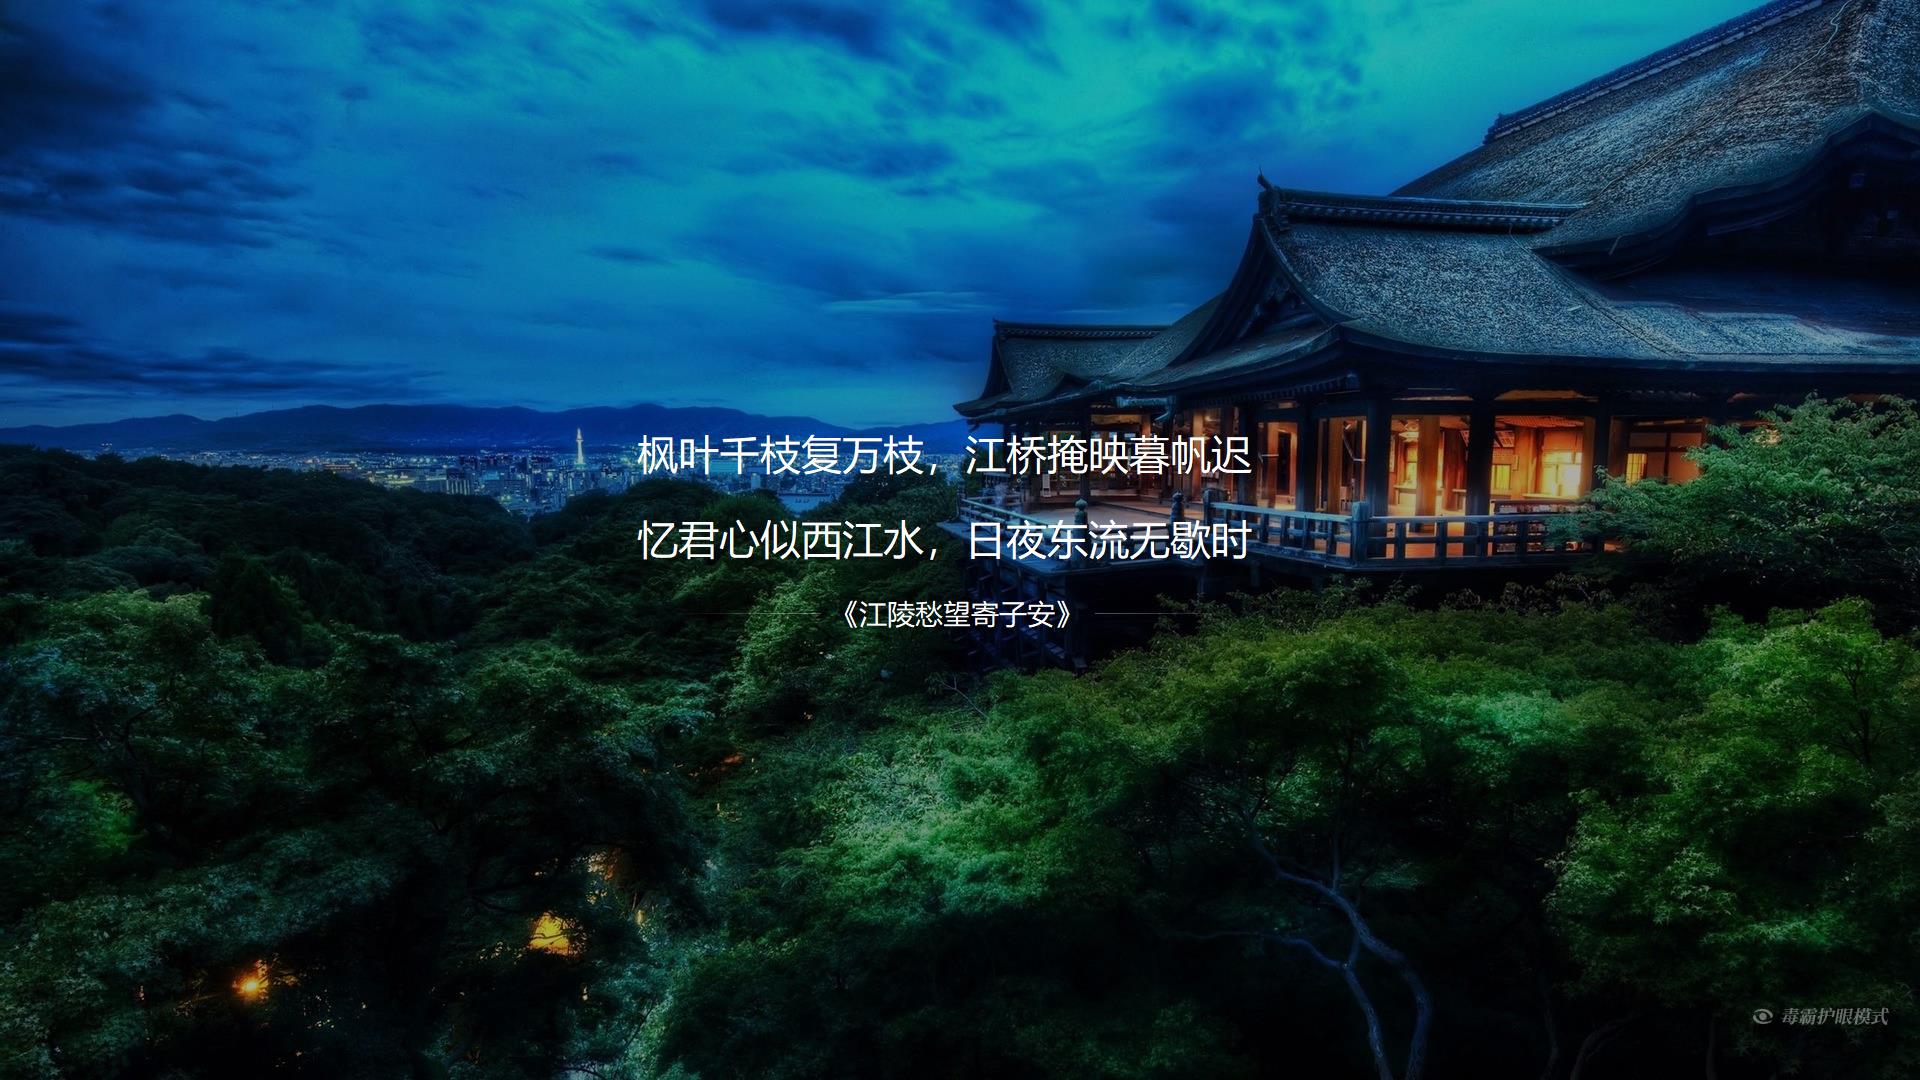 枫叶千枝复万枝，江桥掩映暮帆迟
忆君心似西江水，日夜东流无歇时
《江陵愁望寄子安》
毒霸护眼模式